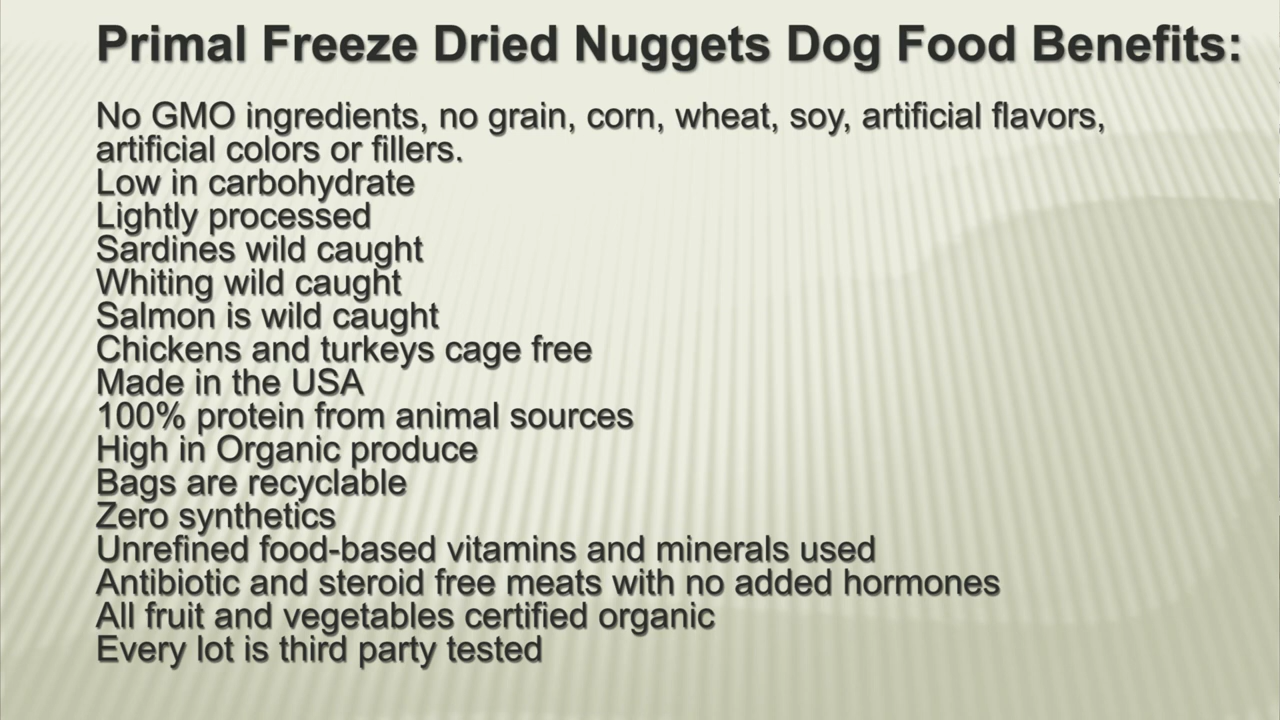 Primal Freeze Dried Nuggets Dog Food Benefits:
No GMO ingredients, no grain, corn, wheat, soy, artificial flavors,
artificial colors or fillers.
Low in carbohydrate
Lightly processed
Sardines wild caught
Whiting wild caught
Salmon is wild caught
Chickens and turkeys cage free
Made in the USA
100% protein from animal sources
High in Organic produce
Bags are recyclable
Zero synthetics
Unrefined food-based vitamins and minerals used
Antibiotic and steroid free meats with no added hormones
All fruit and vegetables certified organic
Every lot is third party tested